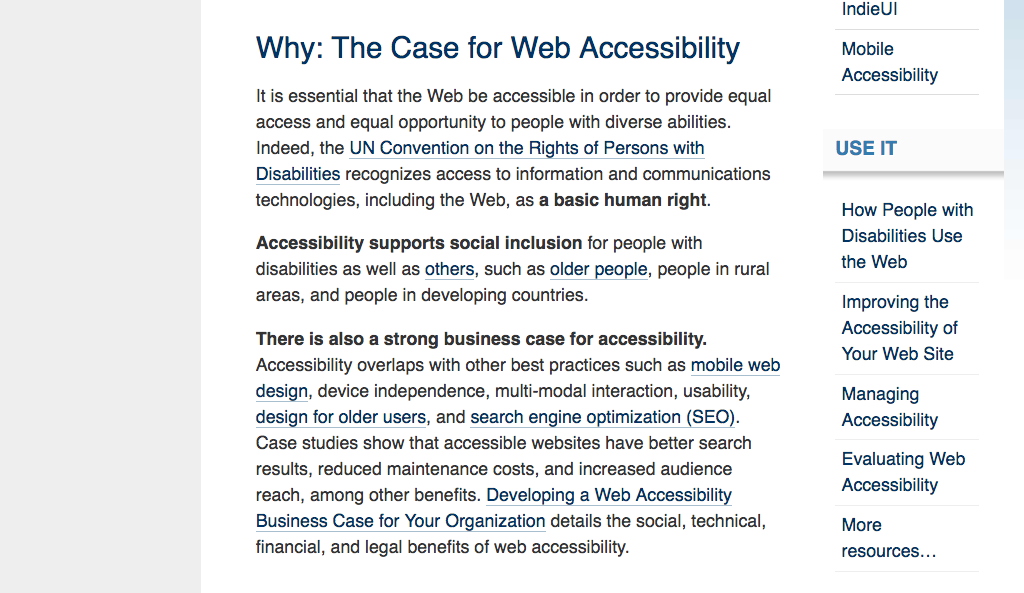 Why: The Case for Web Accessibility
It is essential that the Web be accessible in order to provide equal
access and equal opportunity to people with diverse abilities.
Indeed, the UN Convention on the Rights of Persons with
Disabilities recognizes access to information and communications
technologies, including the Web, as a basic human right.
Accessibility supports social inclusion for people with
disabilities as well as others, such as older people, people in rural
areas, and people in developing countries.
There is also a strong business case for accessibility.
Accessibility overlaps with other best practices such as mobile web
design, device independence, multi-modal interaction, usability,
design for older users, and search engine optimization (SEO).
Case studies show that accessible websites have better search
results, reduced maintenance costs, and increased audience
reach, among other benefits. Developing a Web Accessibility
Business Case for Your Organization details the social, technical,
financial, and legal benefits of web accessibility.
IndieUI
Mobile
Accessibility
USE IT
How People with
Disabilities Use
the Web
Improving the
Accessibility of
Your Web Site
Managing
Accessibility
Evaluating Web
Accessibility
More
resources…